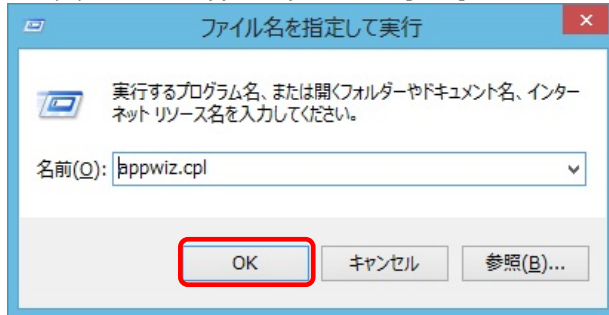 ファイル名を指定して実行
実行するプログラム名、または開くフォルダーやドキュメント名、インター
ネット リソース名を入力してください。
名前(O): appwiz.cpl
OK キャンセル 参照(B)...